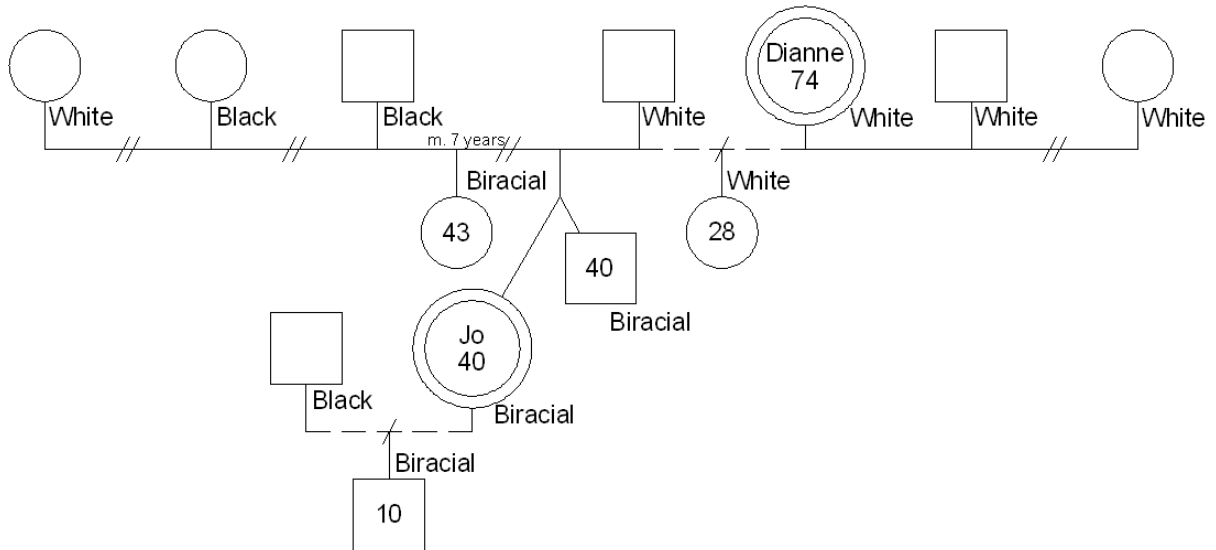 Dianne
74
White
Black
Black
White
White
White
White
m. 7 years
Biracial
White
43
28
40
Biracial
Jo
40
Black
Biracial
Biracial
10